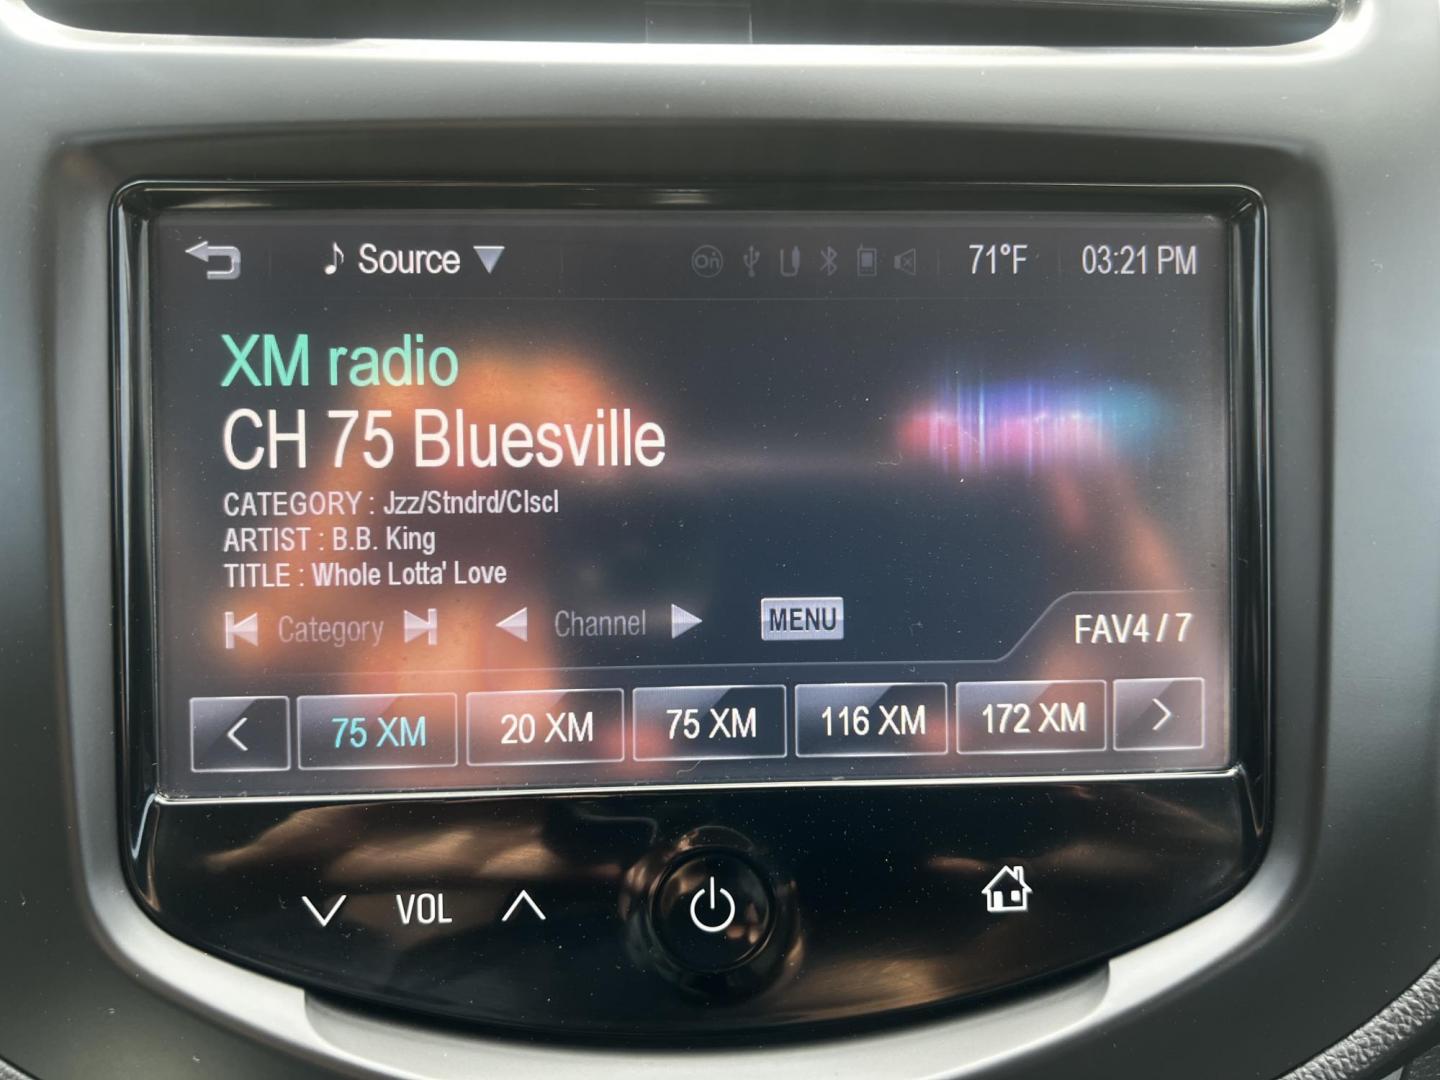 Source 71°F 03:21 PM
XM radio
CH 75 Bluesville
CATEGORY : Jzz/Stndrd/Clscl
ARTIST : B.B. King
TITLE : Whole Lotta' Love
Category Channel MENU FAV4 / 7
75 XM 20 XM 75 XM 116 XM 172 XM
VOL